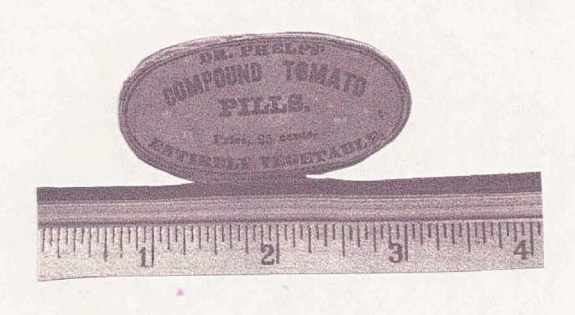 DR. PHELPS'
COMPOUND TOMATO
PILLS.
Price, 25 cents.
ENTIRELY VEGETABLE.
1 2 3 4